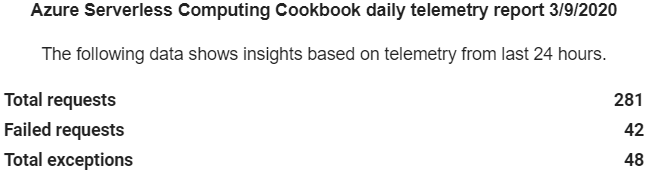 Azure Serverless Computing Cookbook daily telemetry report 3/9/2020
The following data shows insights based on telemetry from last 24 hours.
Total requests 281
Failed requests 42
Total exceptions 48